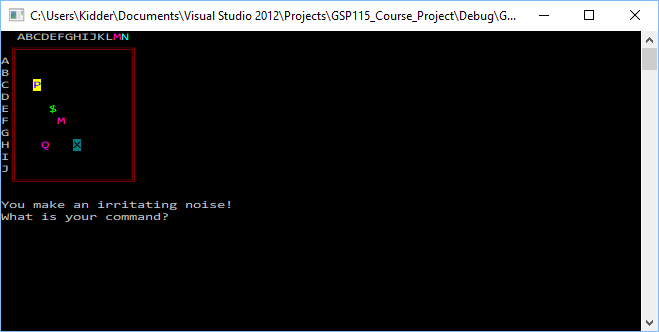 C:\Users\Kidder\Documents\Visual Studio 2012\Projects\GSP115_Course_Project\Debug\G...
ABCDEFGHIJKLMN
A
B
C P
D
E $
F M
G
H Q X
I
J
You make an irritating noise!
What is your command?